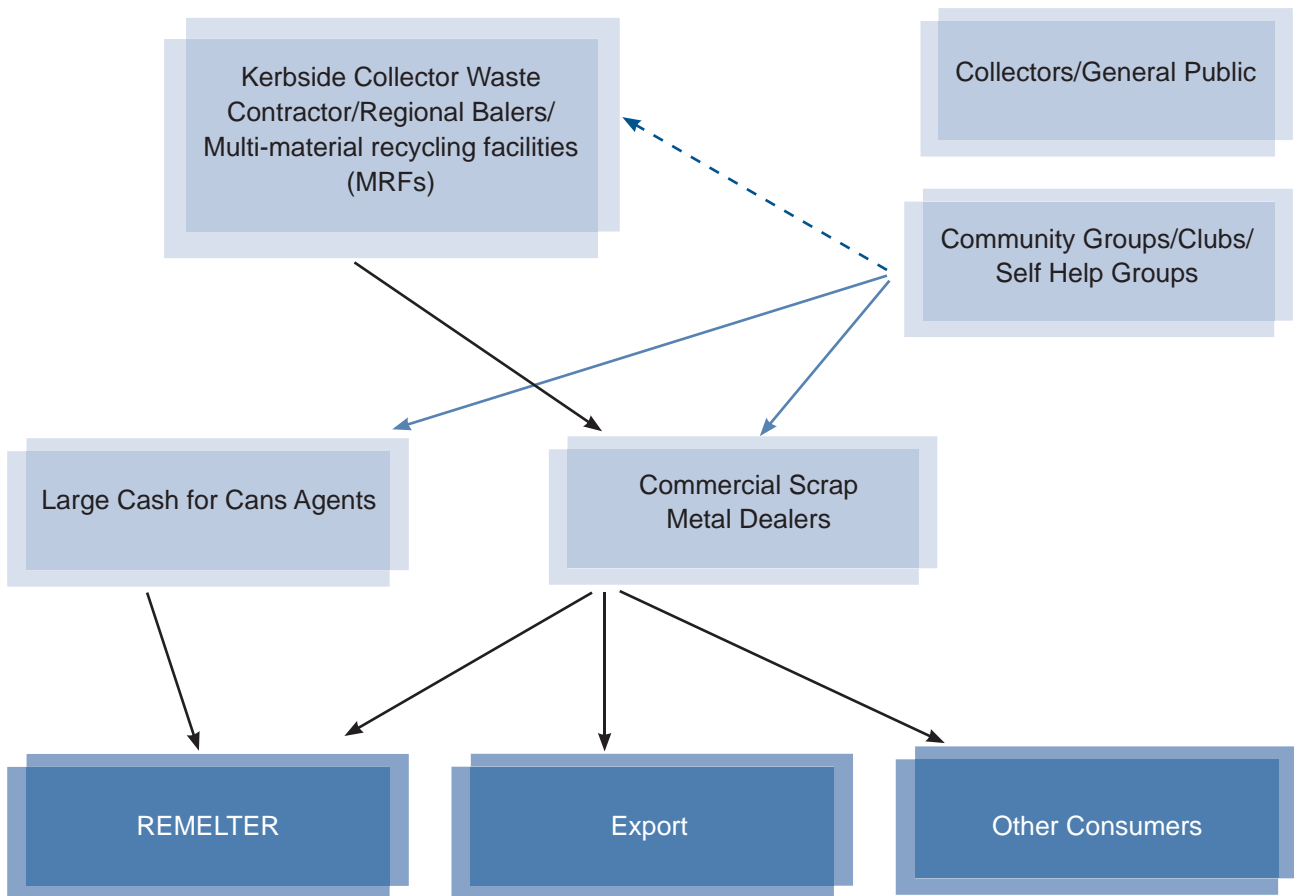 Kerbside Collector Waste
Contractor/Regional Balers/
Multi-material recycling facilities
(MRFs)
Collectors/General Public
Community Groups/Clubs/
Self Help Groups
Large Cash for Cans Agents
Commercial Scrap
Metal Dealers
REMELTER
Export
Other Consumers